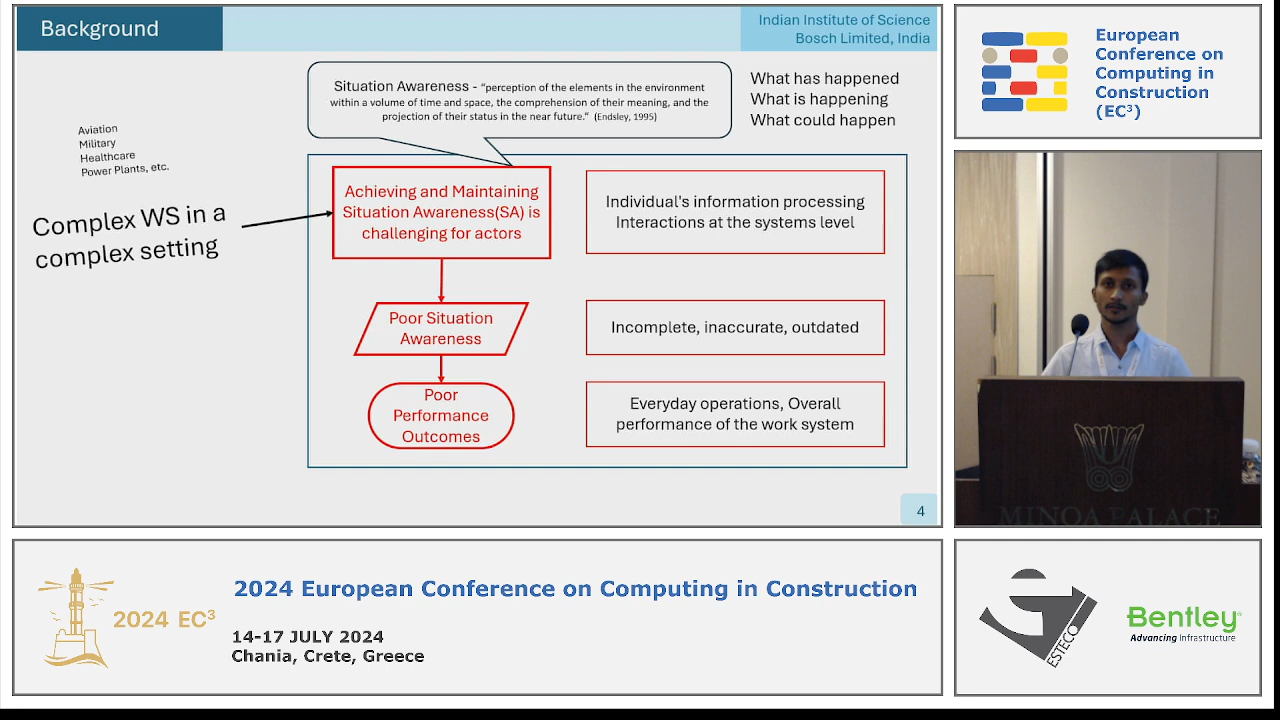 Background
Indian Institute of Science
Bosch Limited, India
Situation Awareness - “perception of the elements in the environment
within a volume of time and space, the comprehension of their meaning, and the
projection of their status in the near future.” (Endsley, 1995)
What has happened
What is happening
What could happen
Aviation
Military
Healthcare
Power Plants, etc.
Complex WS in a
complex setting
Achieving and Maintaining
Situation Awareness(SA) is
challenging for actors
Individual's information processing
Interactions at the systems level
Poor Situation
Awareness
Incomplete, inaccurate, outdated
Poor
Performance
Outcomes
Everyday operations, Overall
performance of the work system
4
European
Conference on
Computing in
Construction
(EC³)
MINOA PALACE
2024 EC³
2024 European Conference on Computing in Construction
14-17 JULY 2024
Chania, Crete, Greece
ESTECO
Bentley
Advancing Infrastructure